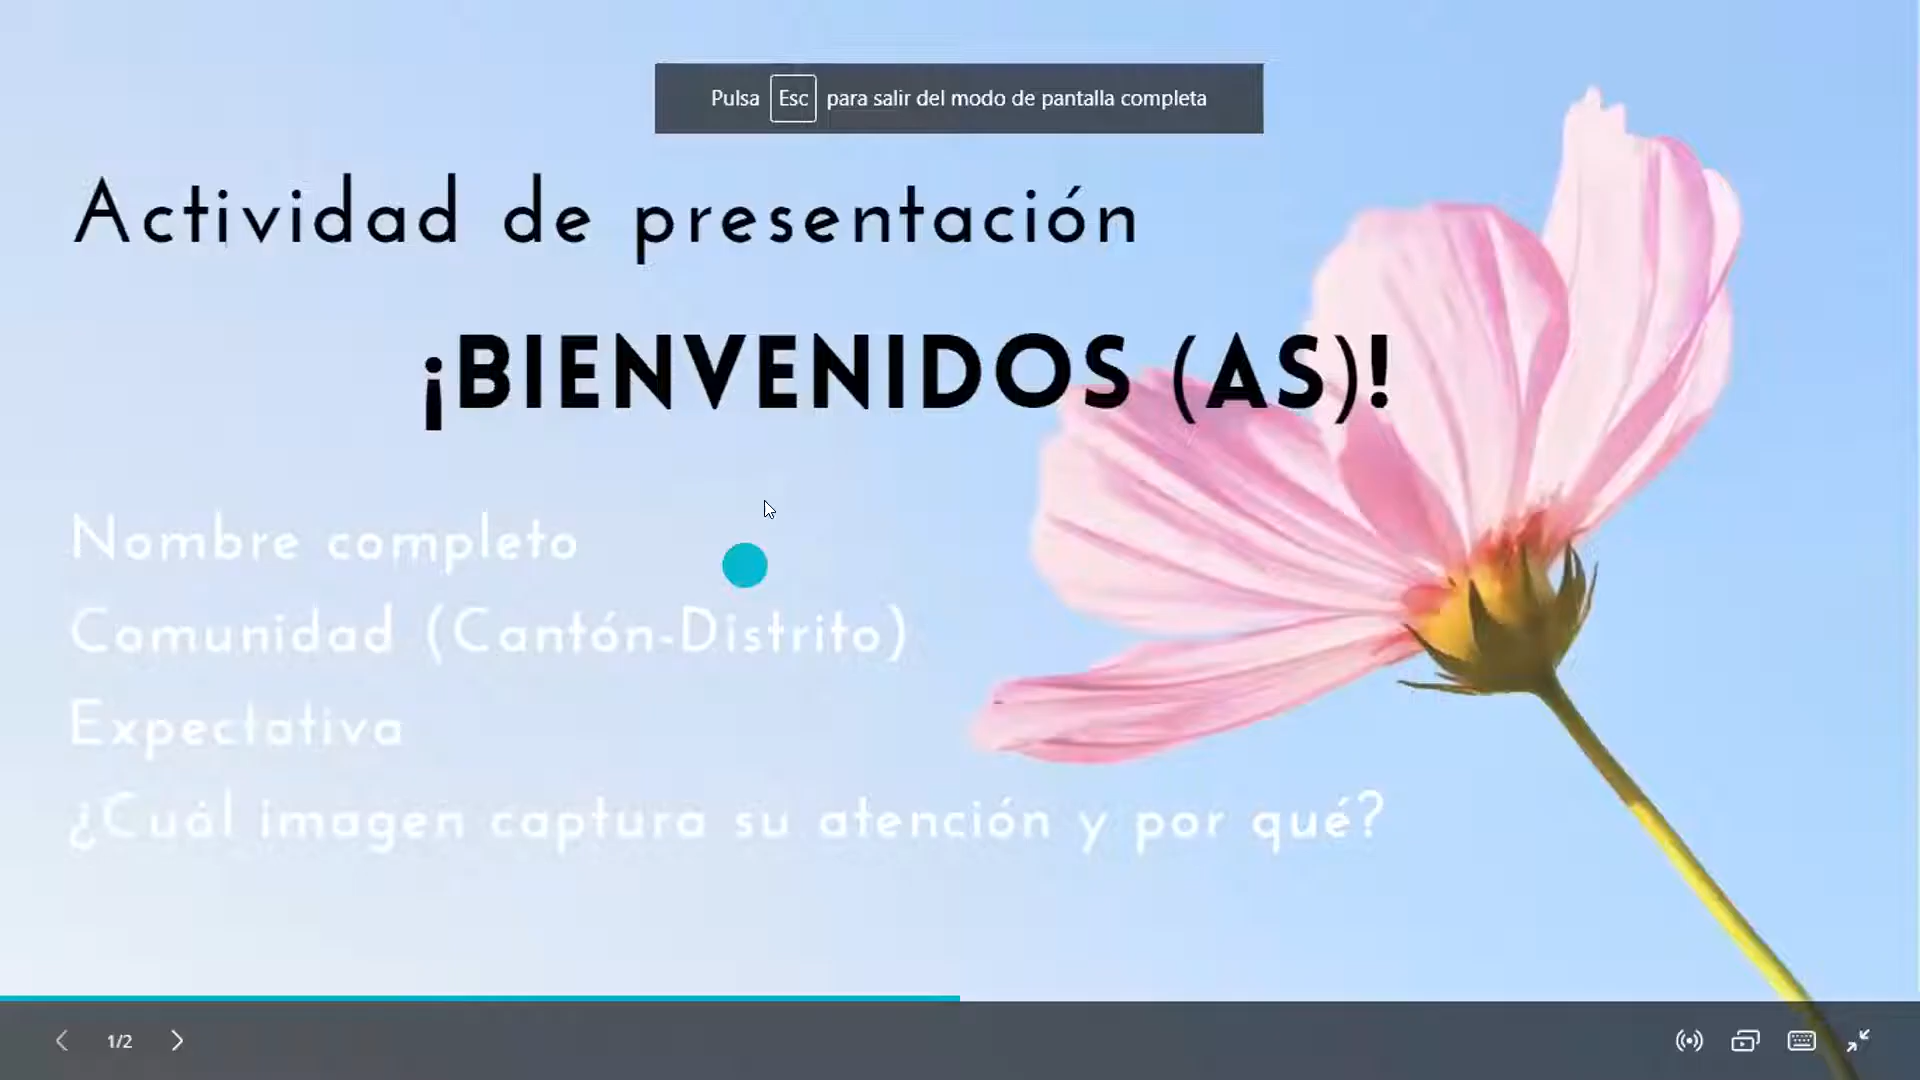 Pulsa Esc para salir del modo de pantalla completa
Actividad de presentación
¡BIENVENIDOS (AS)!
Nombre completo
Comunidad (Cantón-Distrito)
Expectativa
¿Cuál imagen captura su atención y por qué?
1/2